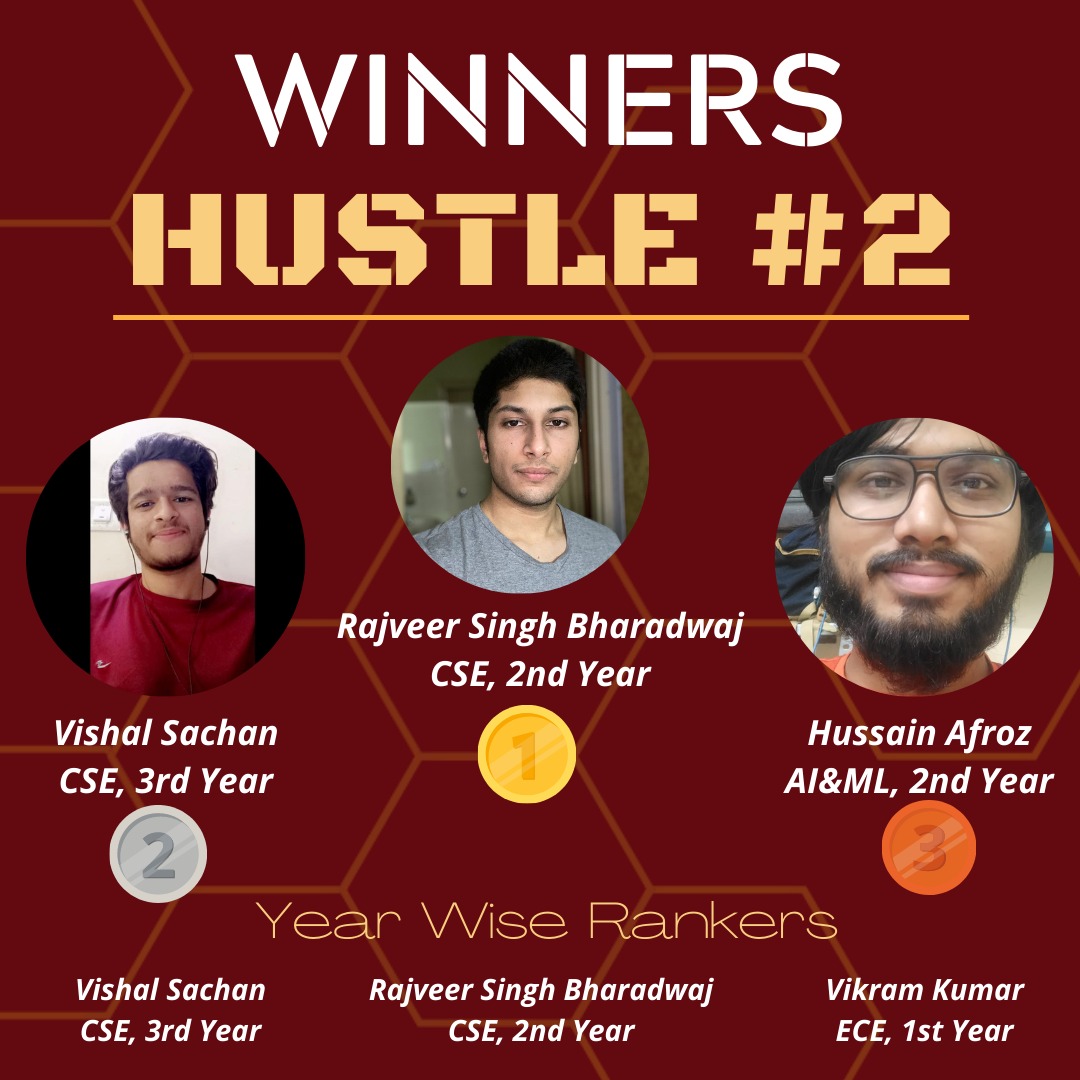 WINNERS
HUSTLE #2
Rajveer Singh Bharadwaj
CSE, 2nd Year
1
Vishal Sachan
CSE, 3rd Year
2
Hussain Afroz
AI&ML, 2nd Year
3
Year Wise Rankers
Vishal Sachan
CSE, 3rd Year
Rajveer Singh Bharadwaj
CSE, 2nd Year
Vikram Kumar
ECE, 1st Year